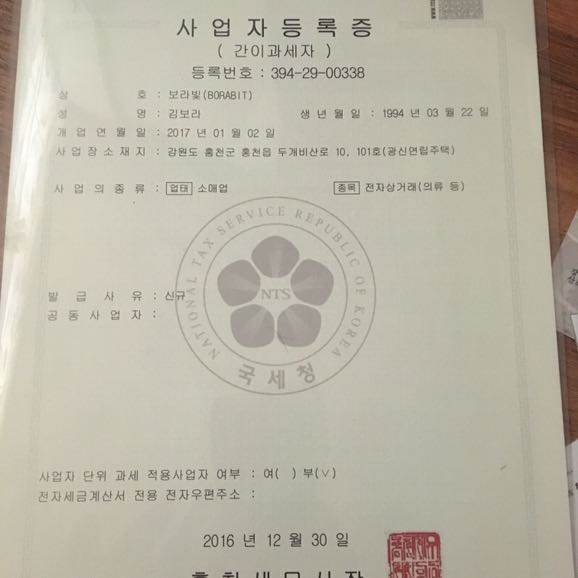 사업자등록증
( 간이과세자 )
등록번호 : 394-29-00338
상 호 : 보라빛(BORABIT)
성 명 : 김보라 생 년 월 일 : 1994 년 03 월 22 일
개 업 연 월 일 : 2017 년 01 월 02 일
사 업 장 소 재 지 : 강원도 홍천군 홍천읍 두개비산로 10, 101호(광신연립주택)
사 업 의 종 류 : 업태 소매업 종목 전자상거래(의류 등)
NATIONAL TAX SERVICE REPUBLIC OF KOREA
NTS
국세청
발 급 사 유 : 신규
공 동 사 업 자 :
사업자 단위 과세 적용사업자 여부 : 여( ) 부(∨)
전자세금계산서 전용 전자우편주소 :
2016 년 12 월 30 일